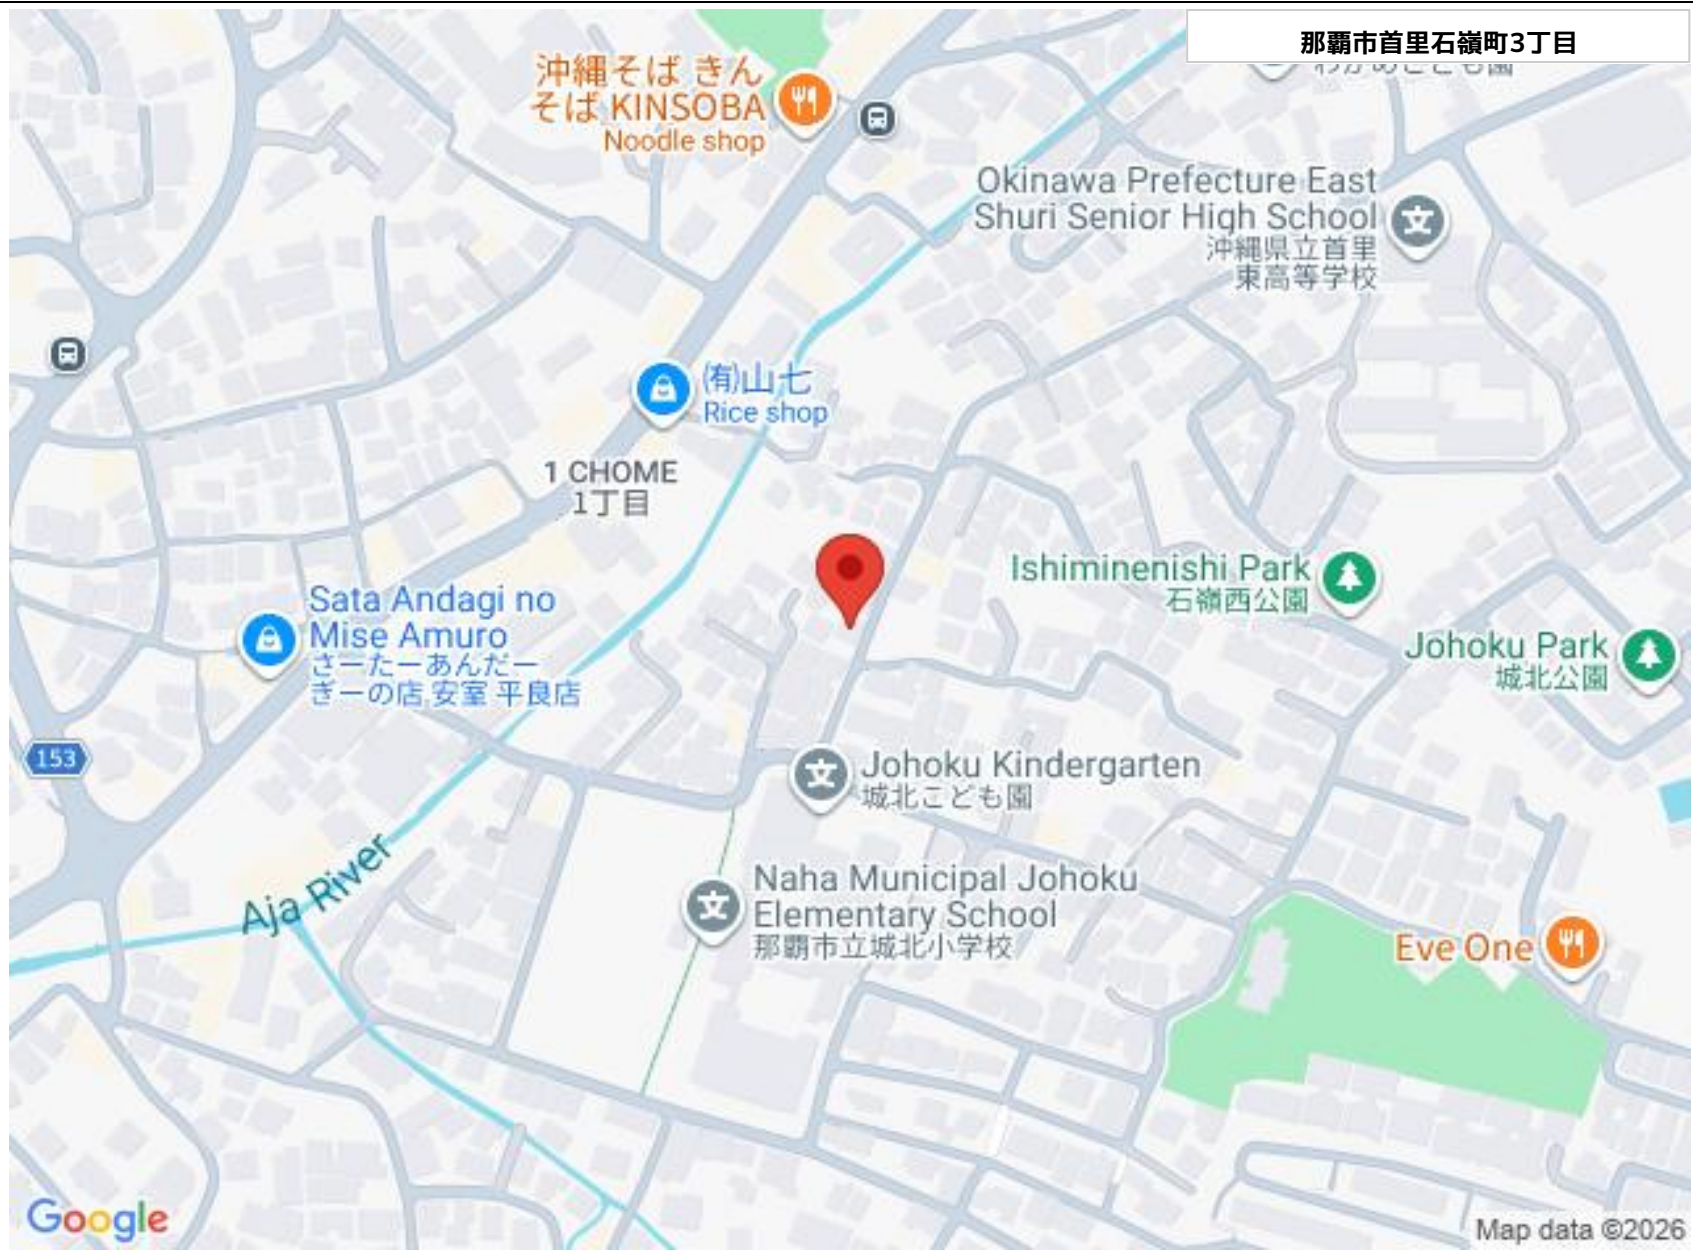 那覇市首里石嶺町3丁目
沖縄そば きん
そば KINSOBA
Noodle shop
Okinawa Prefecture East
Shuri Senior High School
沖縄県立首里
東高等学校
㈲山七
Rice shop
1 CHOME
1丁目
Ishiminenishi Park
石嶺西公園
Sata Andagi no
Mise Amuro
さーたーあんだー
ぎーの店 安室 平良店
Johoku Park
城北公園
153
Johoku Kindergarten
城北こども園
Aja River
Naha Municipal Johoku
Elementary School
那覇市立城北小学校
Eve One
Google
Map data ©2026